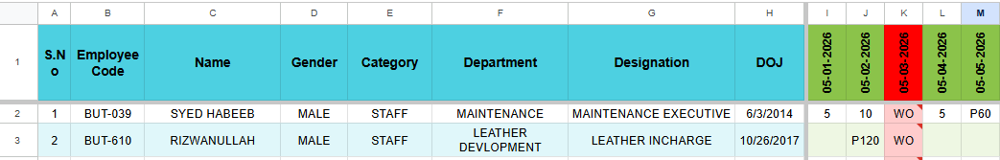 A B C D E F G H I J K L M
1 S.N
o Employee
Code Name Gender Category Department Designation DOJ 05-01-2026 05-02-2026 05-03-2026 05-04-2026 05-05-2026
2 1 BUT-039 SYED HABEEB MALE STAFF MAINTENANCE MAINTENANCE EXECUTIVE 6/3/2014 5 10 WO 5 P60
3 2 BUT-610 RIZWANULLAH MALE STAFF LEATHER
DEVLOPMENT LEATHER INCHARGE 10/26/2017 P120 WO